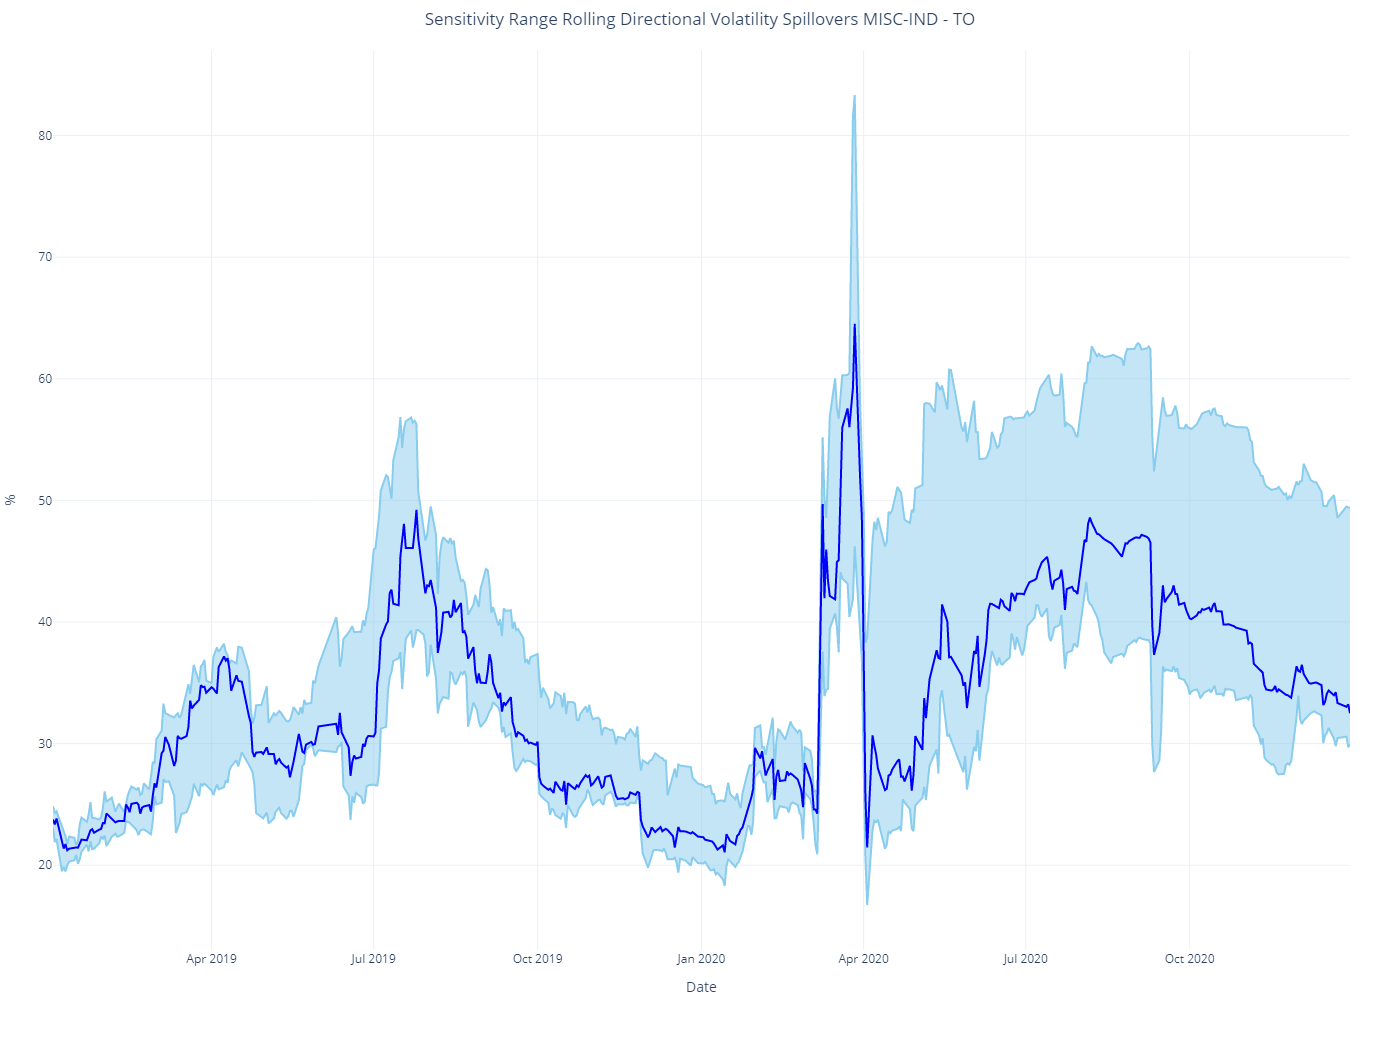 Sensitivity Range Rolling Directional Volatility Spillovers MISC-IND - TO
80
70
60
50
40
30
20
%
Apr 2019
Jul 2019
Oct 2019
Jan 2020
Apr 2020
Jul 2020
Oct 2020
Date